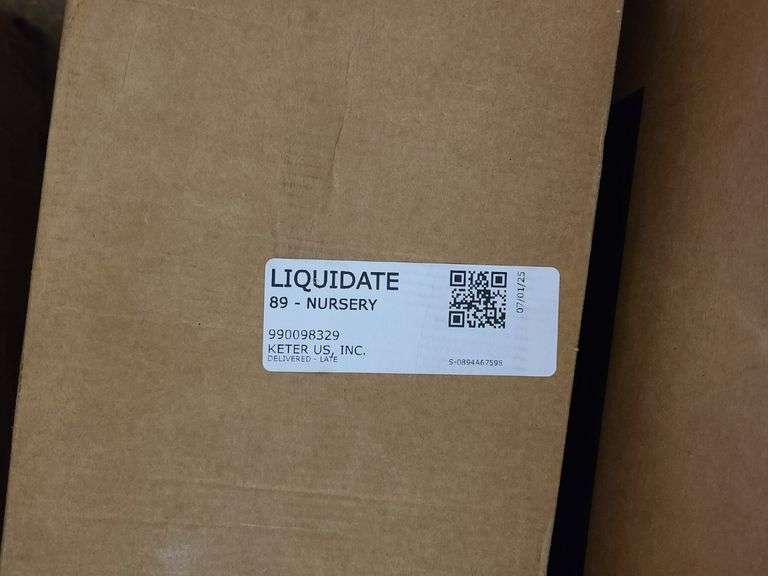 LIQUIDATE
89 - NURSERY
990098329
KETER US, INC.
DELIVERED - LATE
07/01/25
S-0894A67598